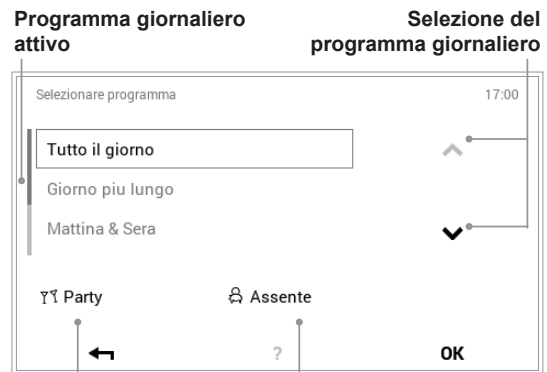 Programma giornaliero
attivo
Selezione del
programma giornaliero
Selezionare programma
17:00
Tutto il giorno
Giorno piu lungo
Mattina & Sera
Party
Assente
?
OK